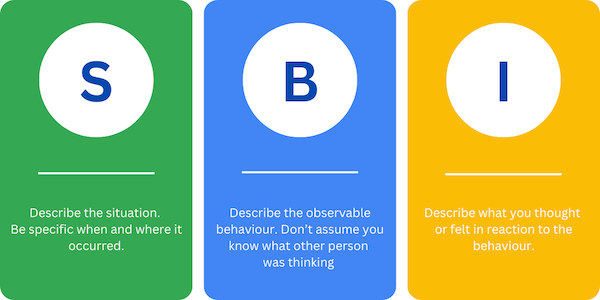 S
Describe the situation.
Be specific when and where it
occurred.
B
Describe the observable
behaviour. Don't assume you
know what other person
was thinking
I
Describe what you thought
or felt in reaction to the
behaviour.